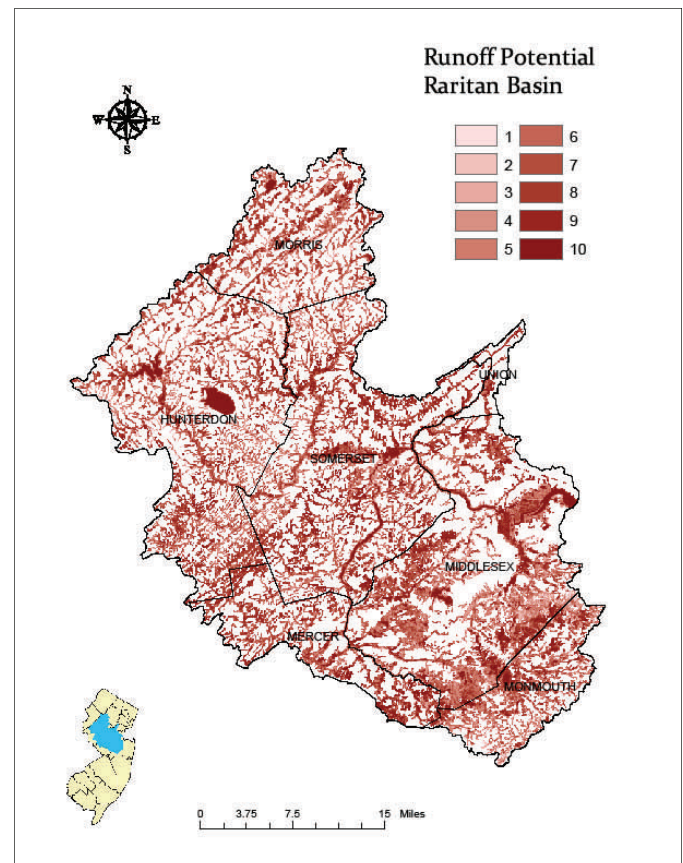 Runoff Potential
Raritan Basin
N
W E
S
1 6
2 7
3 8
4 9
5 10
MORRIS
UNION
HUNTERDON
SOMERSET
MIDDLESEX
MERCER
MONMOUTH
0 3.75 7.5 15 Miles